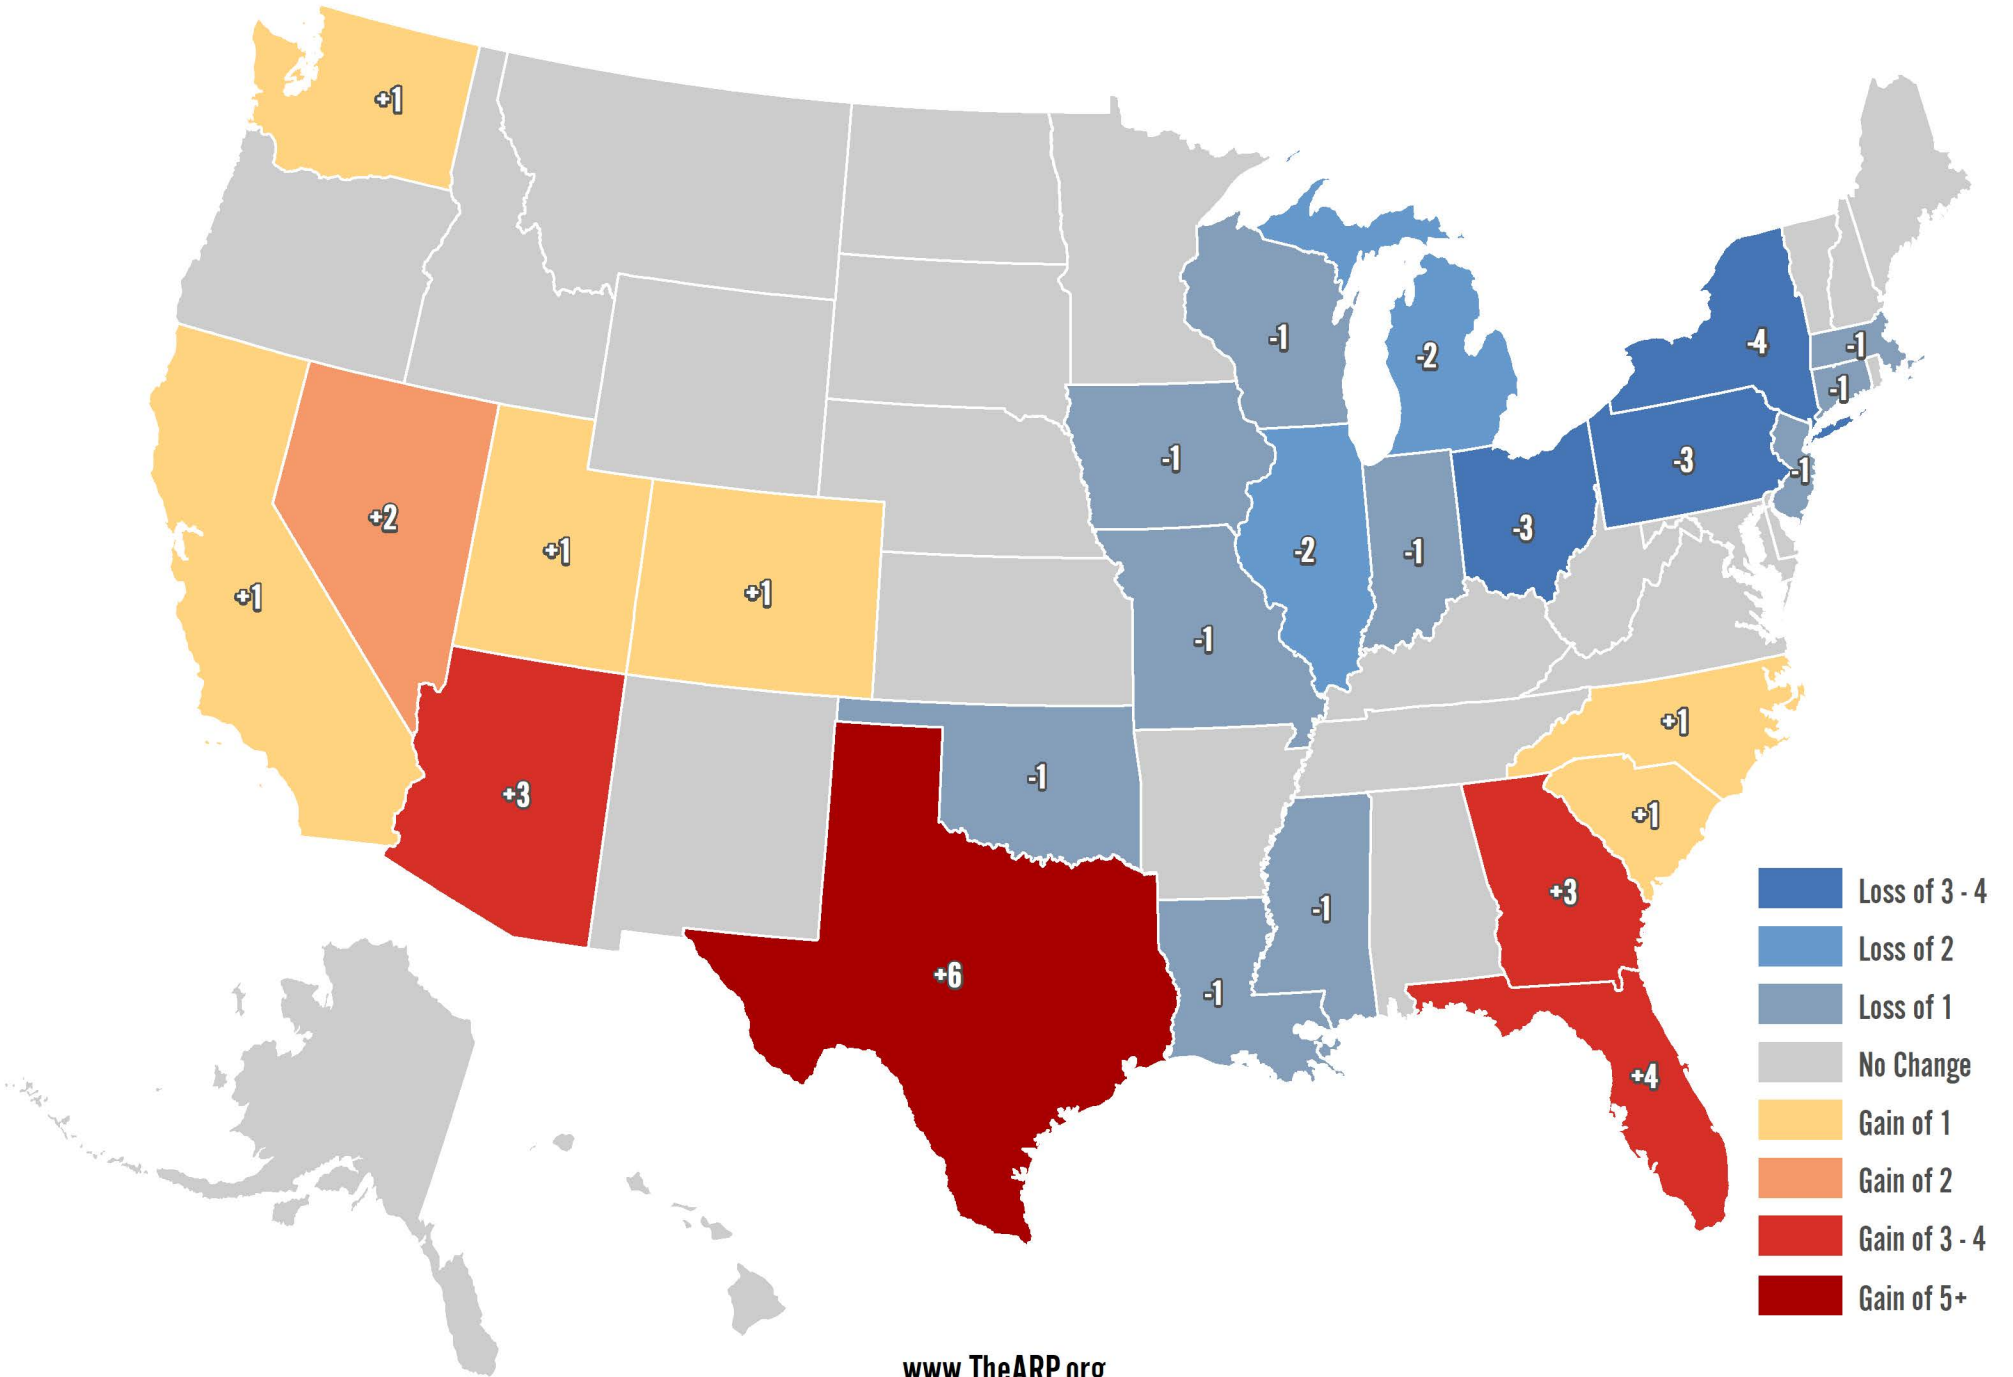 +1
-1
-2
-4
-1
-1
-1
-3
-1
+2
-3
+1
-2
-1
+1
+1
-1
+1
-1
+3
+1
+3
-1
+6
-1
+4
Loss of 3 - 4
Loss of 2
Loss of 1
No Change
Gain of 1
Gain of 2
Gain of 3 - 4
Gain of 5+
www.TheARP.org